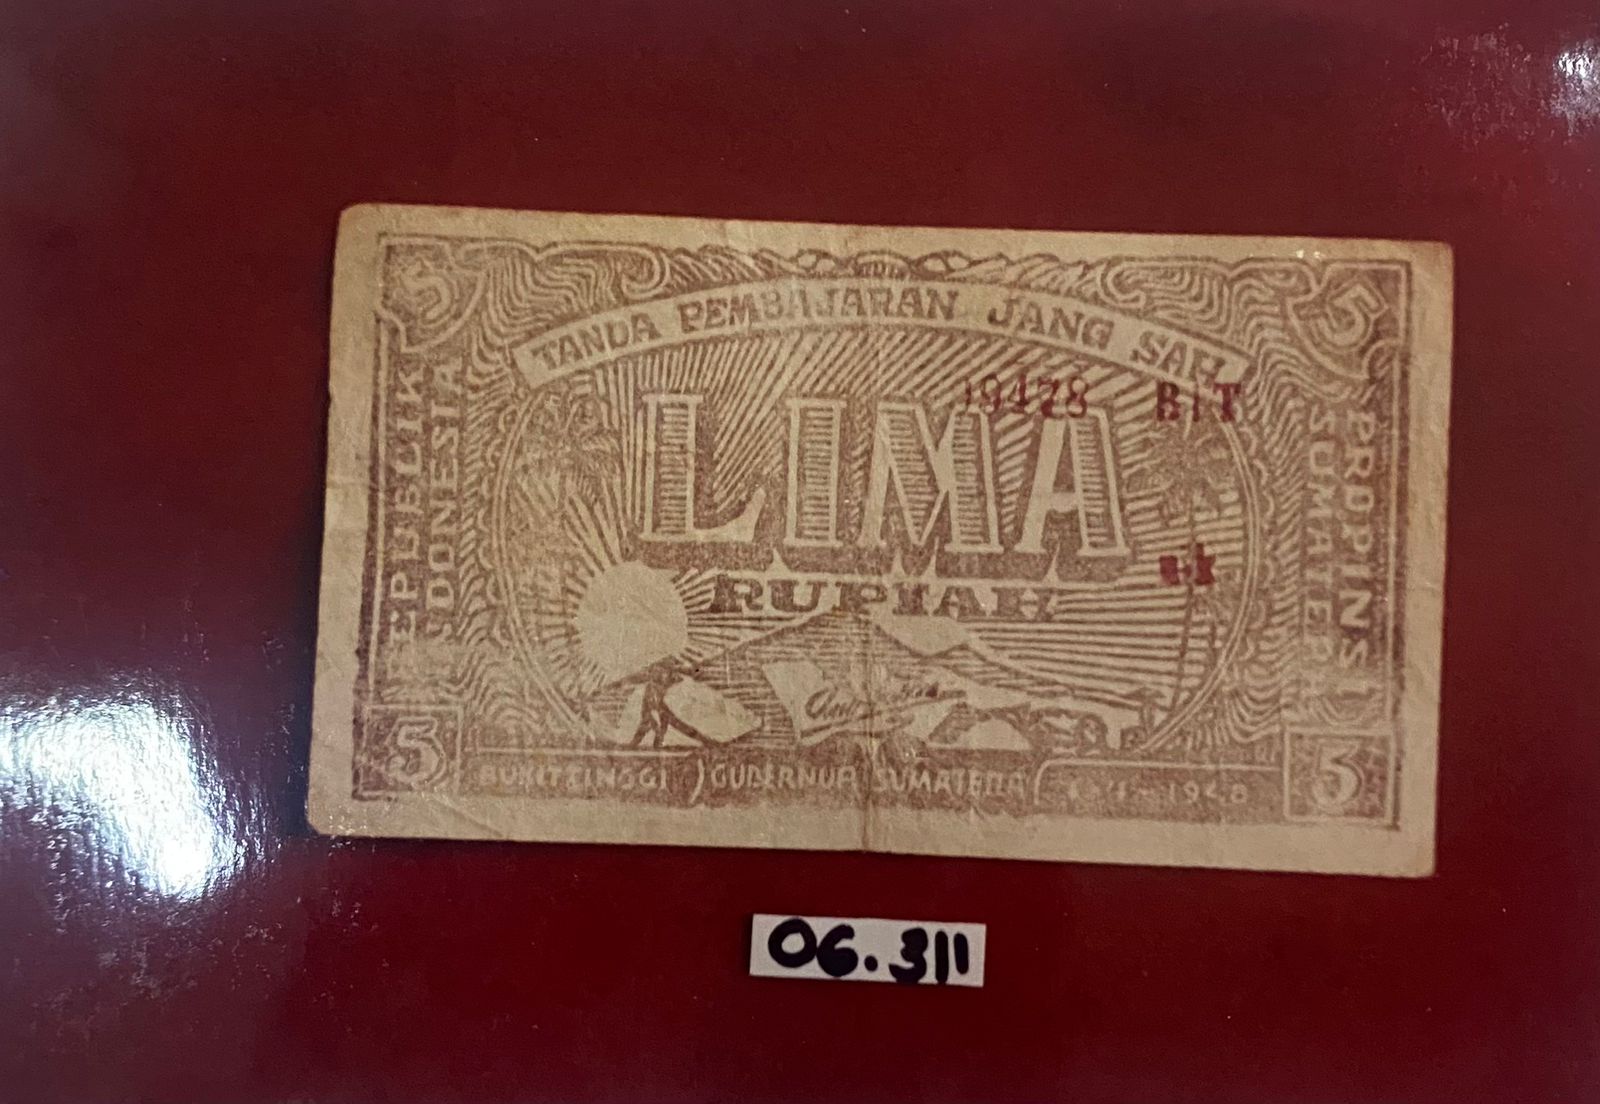 5
5
TANDA PEMBAJARAN JANG SAH
REPUBLIK
INDONESIA
PROPINSI
SUMATERA
19478 BIT
LIMA
RUPIAH
5
BUKITTINGGI
GUBERNUR SUMATERA
1948
5
06.311